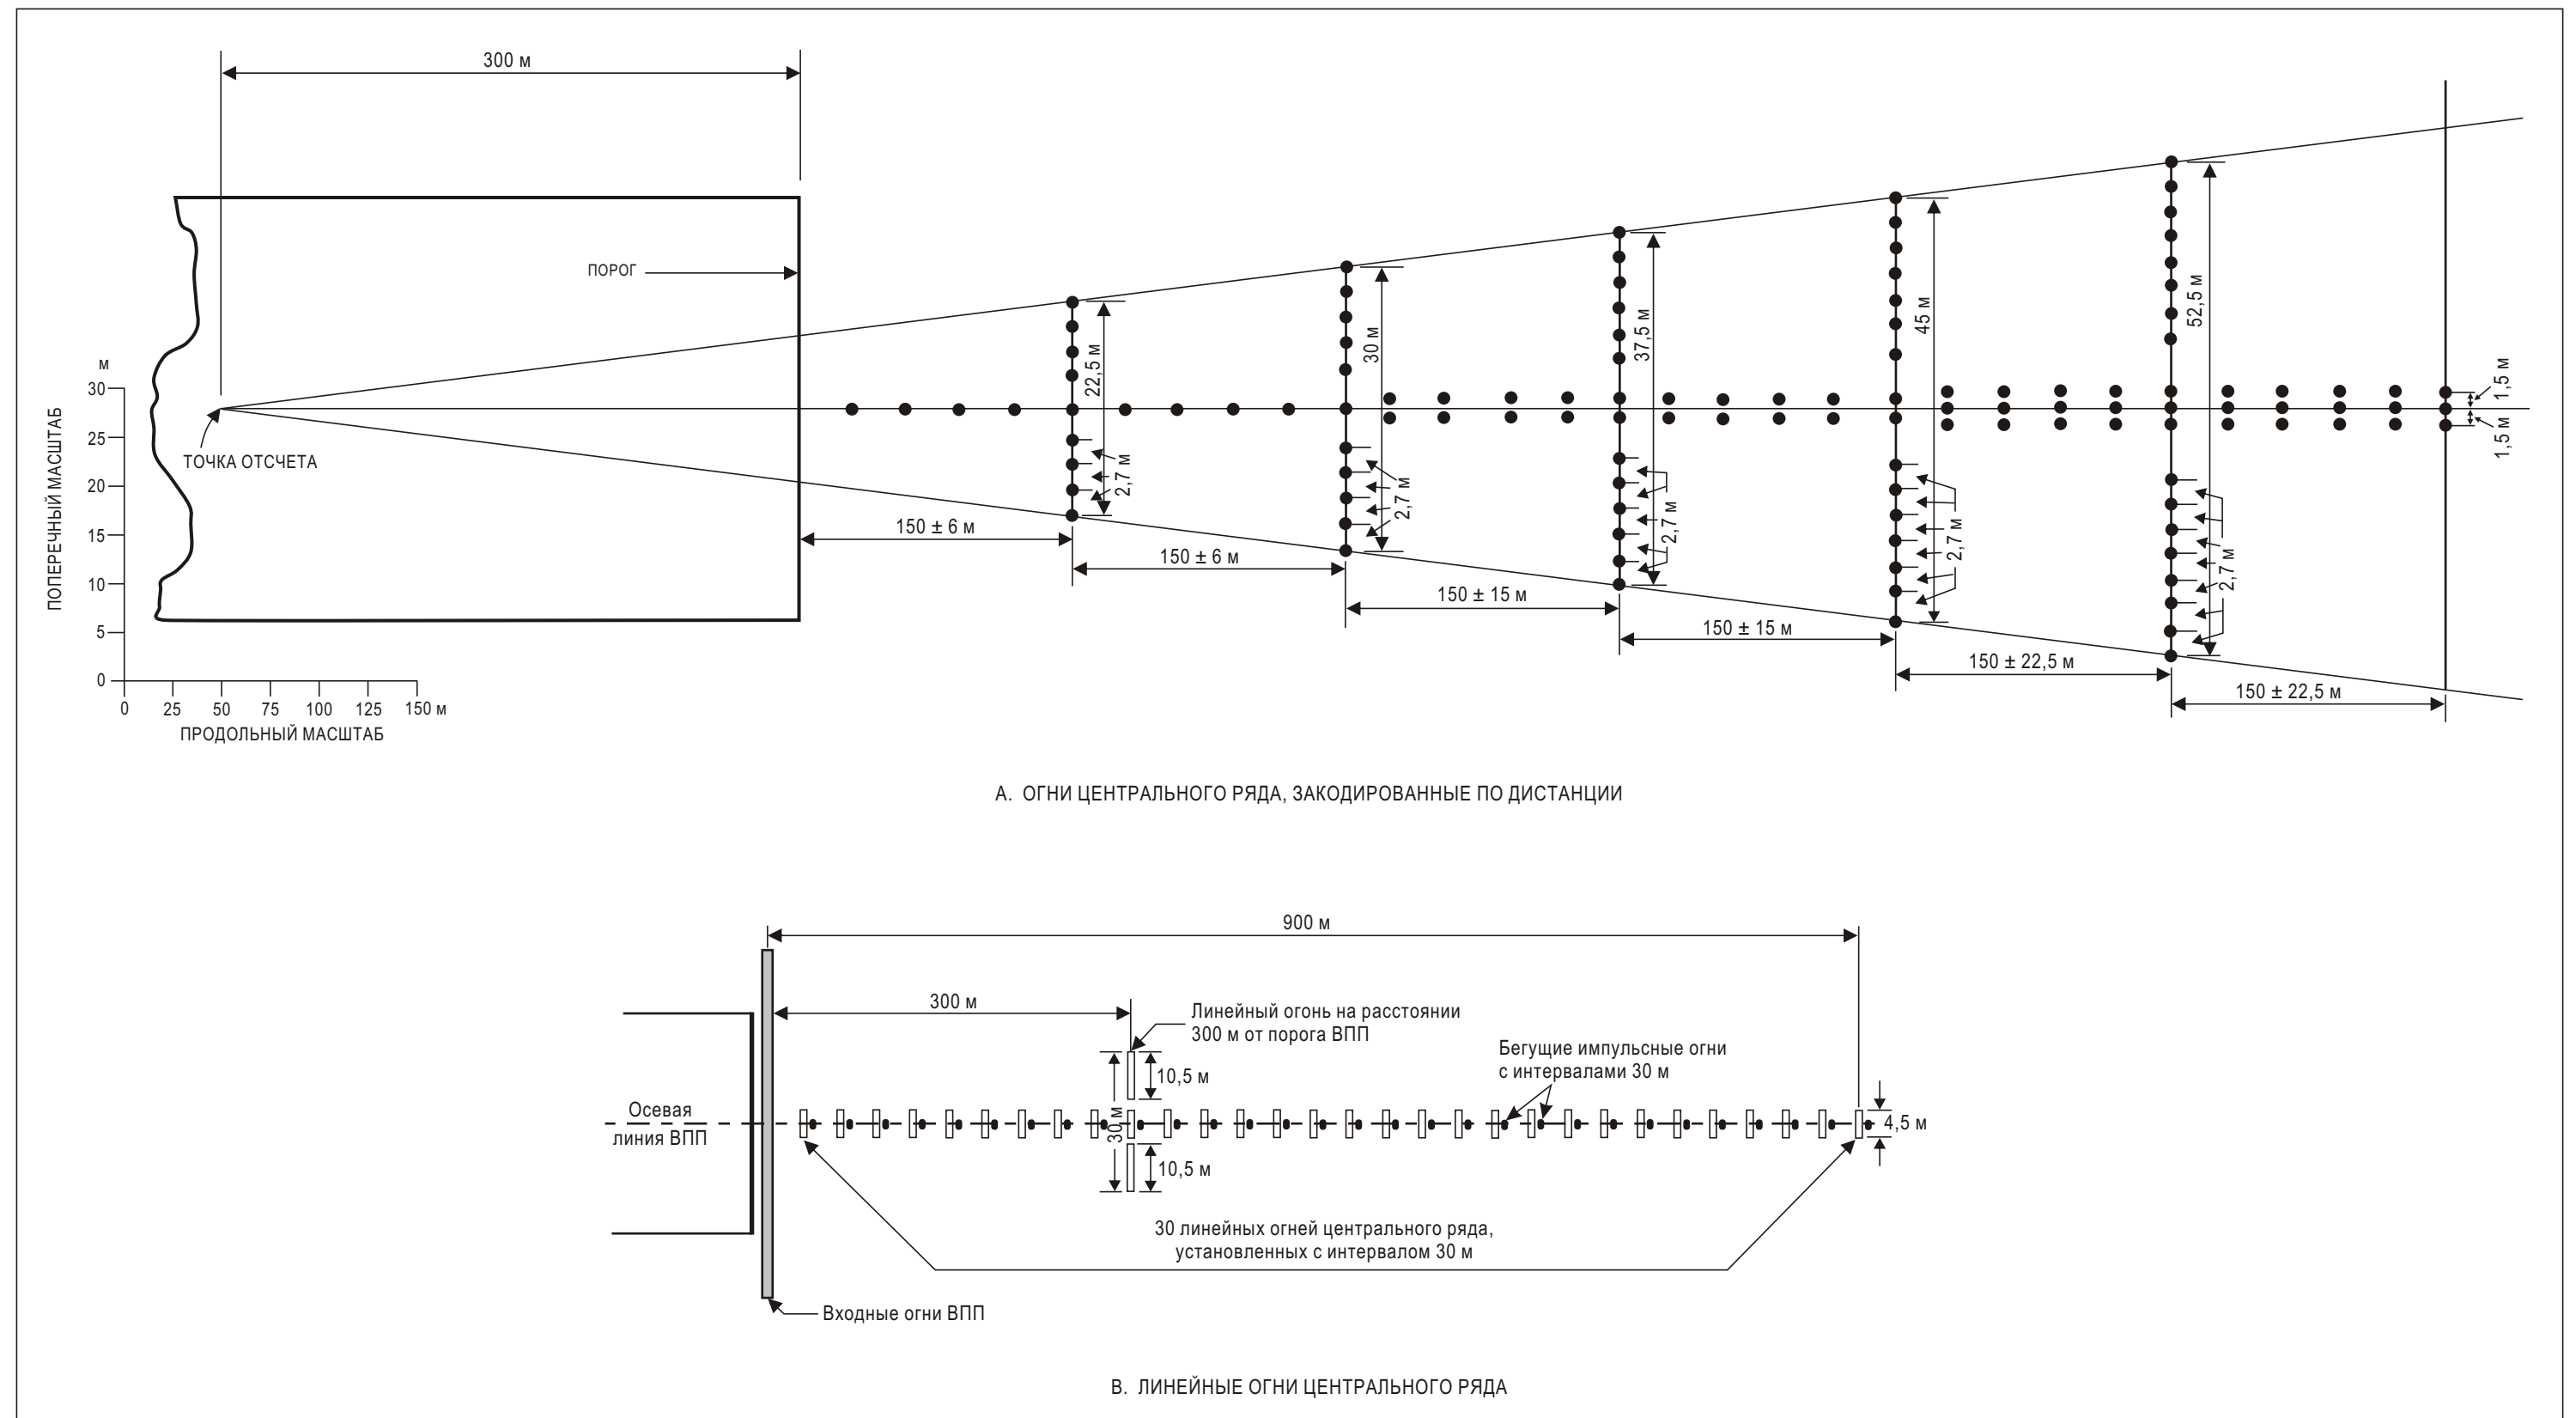 300 м
ПОРОГ
ТОЧКА ОТСЧЕТА
м
30
25
20
15
10
5
0
ПОПЕРЕЧНЫЙ МАСШТАБ
0 25 50 75 100 125 150 м
ПРОДОЛЬНЫЙ МАСШТАБ
22,5 м
2,7 м
30 м
2,7 м
37,5 м
2,7 м
45 м
2,7 м
52,5 м
2,7 м
1,5 м
1,5 м
150 ± 6 м
150 ± 6 м
150 ± 15 м
150 ± 15 м
150 ± 22,5 м
150 ± 22,5 м
A. ОГНИ ЦЕНТРАЛЬНОГО РЯДА, ЗАКОДИРОВАННЫЕ ПО ДИСТАНЦИИ
900 м
300 м
Линейный огонь на расстоянии
300 м от порога ВПП
Бегущие импульсные огни
с интервалами 30 м
10,5 м
30 м
10,5 м
4,5 м
Осевая
линия ВПП
30 линейных огней центрального ряда,
установленных с интервалом 30 м
Входные огни ВПП
B. ЛИНЕЙНЫЕ ОГНИ ЦЕНТРАЛЬНОГО РЯДА